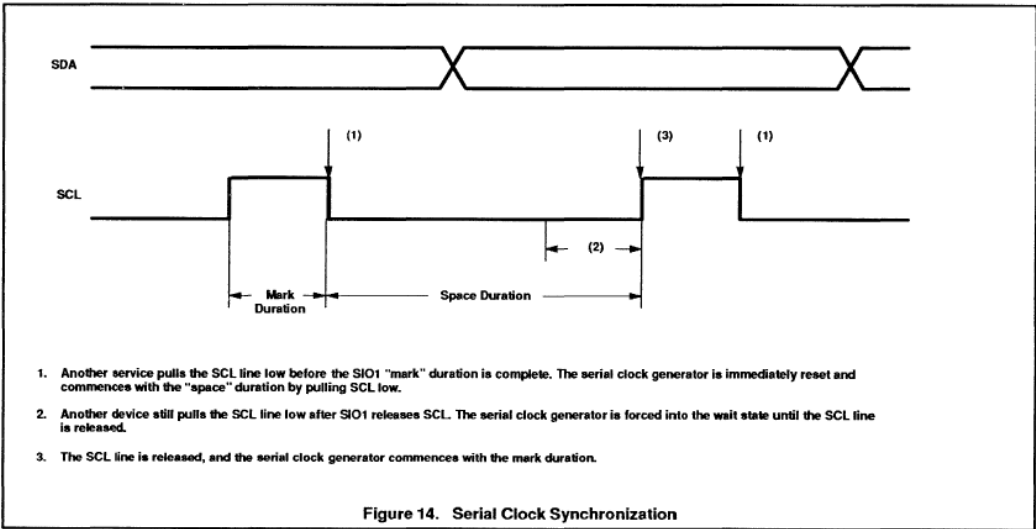 SDA
(1)
(3)
(1)
SCL
(2)
Mark
Duration
Space Duration
1. Another service pulls the SCL line low before the SIO1 "mark" duration is complete. The serial clock generator is immediately reset and
commences with the "space" duration by pulling SCL low.
2. Another device still pulls the SCL line low after SIO1 releases SCL. The serial clock generator is forced into the wait state until the SCL line
is released.
3. The SCL line is released, and the serial clock generator commences with the mark duration.
Figure 14. Serial Clock Synchronization